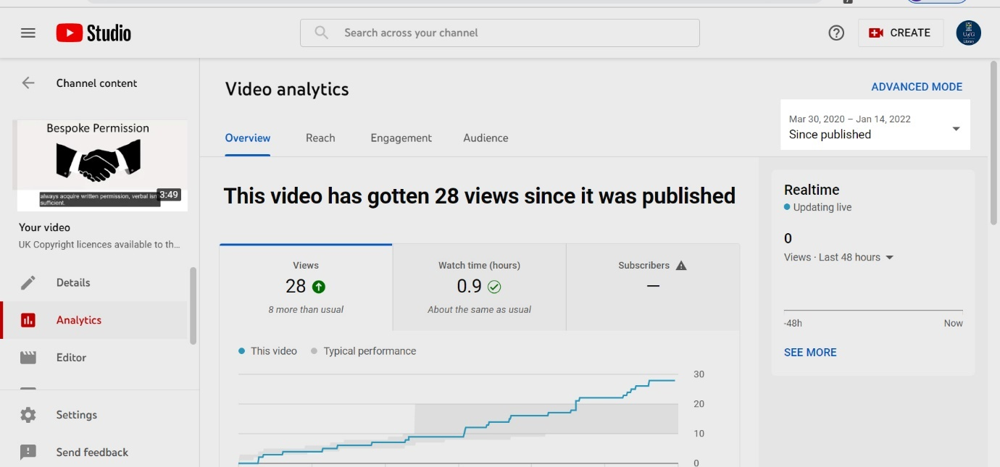 Studio
Search across your channel
CREATE
Channel content
Bespoke Permission
always acquire written permission, verbal isn
sufficient.
3:49
Your video
UK Copyright licences available to th...
Details
Analytics
Editor
Settings
Send feedback
Video analytics
ADVANCED MODE
Mar 30, 2020 – Jan 14, 2022
Since published
Overview
Reach
Engagement
Audience
This video has gotten 28 views since it was published
Views
28
8 more than usual
Watch time (hours)
0.9
About the same as usual
Subscribers
—
This video
Typical performance
30
20
10
0
Realtime
Updating live
0
Views · Last 48 hours
-48h
Now
SEE MORE